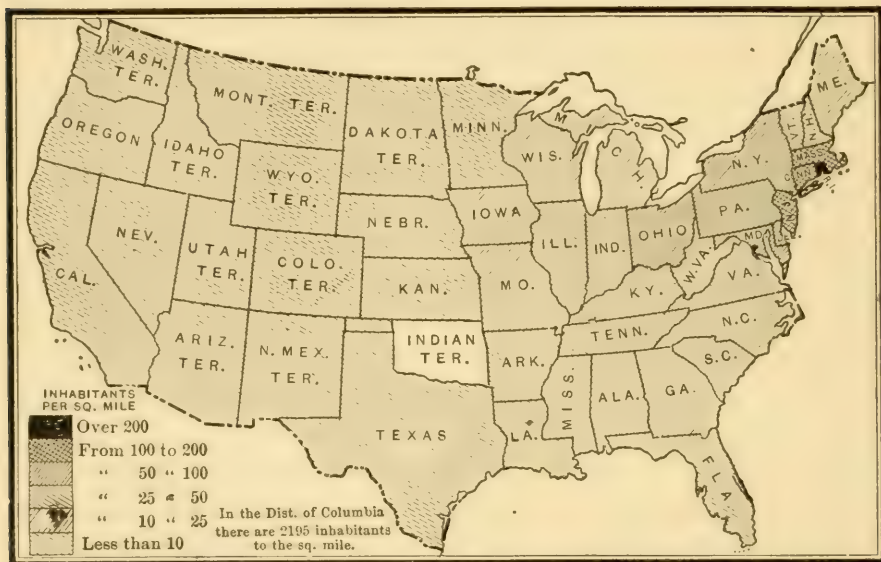 WASH. TER.
MONT. TER.
DAKOTA TER.
MINN.
ME.
OREGON
IDAHO TER.
WYO. TER.
WIS.
MICH.
N.Y.
VT.
N.H.
MASS.
CONN.
R.I.
NEV.
UTAH TER.
COLO. TER.
NEBR.
IOWA
ILL.
IND.
OHIO
PA.
N.J.
MD.
W.VA.
VA.
CAL.
KAN.
MO.
KY.
ARIZ. TER.
N. MEX. TER.
INDIAN TER.
ARK.
TENN.
N.C.
S.C.
TEXAS
LA.
MISS.
ALA.
GA.
FLA.
INHABITANTS
PER SQ. MILE
Over 200
From 100 to 200
“ 50 “ 100
“ 25 “ 50
“ 10 “ 25
Less than 10
In the Dist. of Columbia
there are 2195 inhabitants
to the sq. mile.